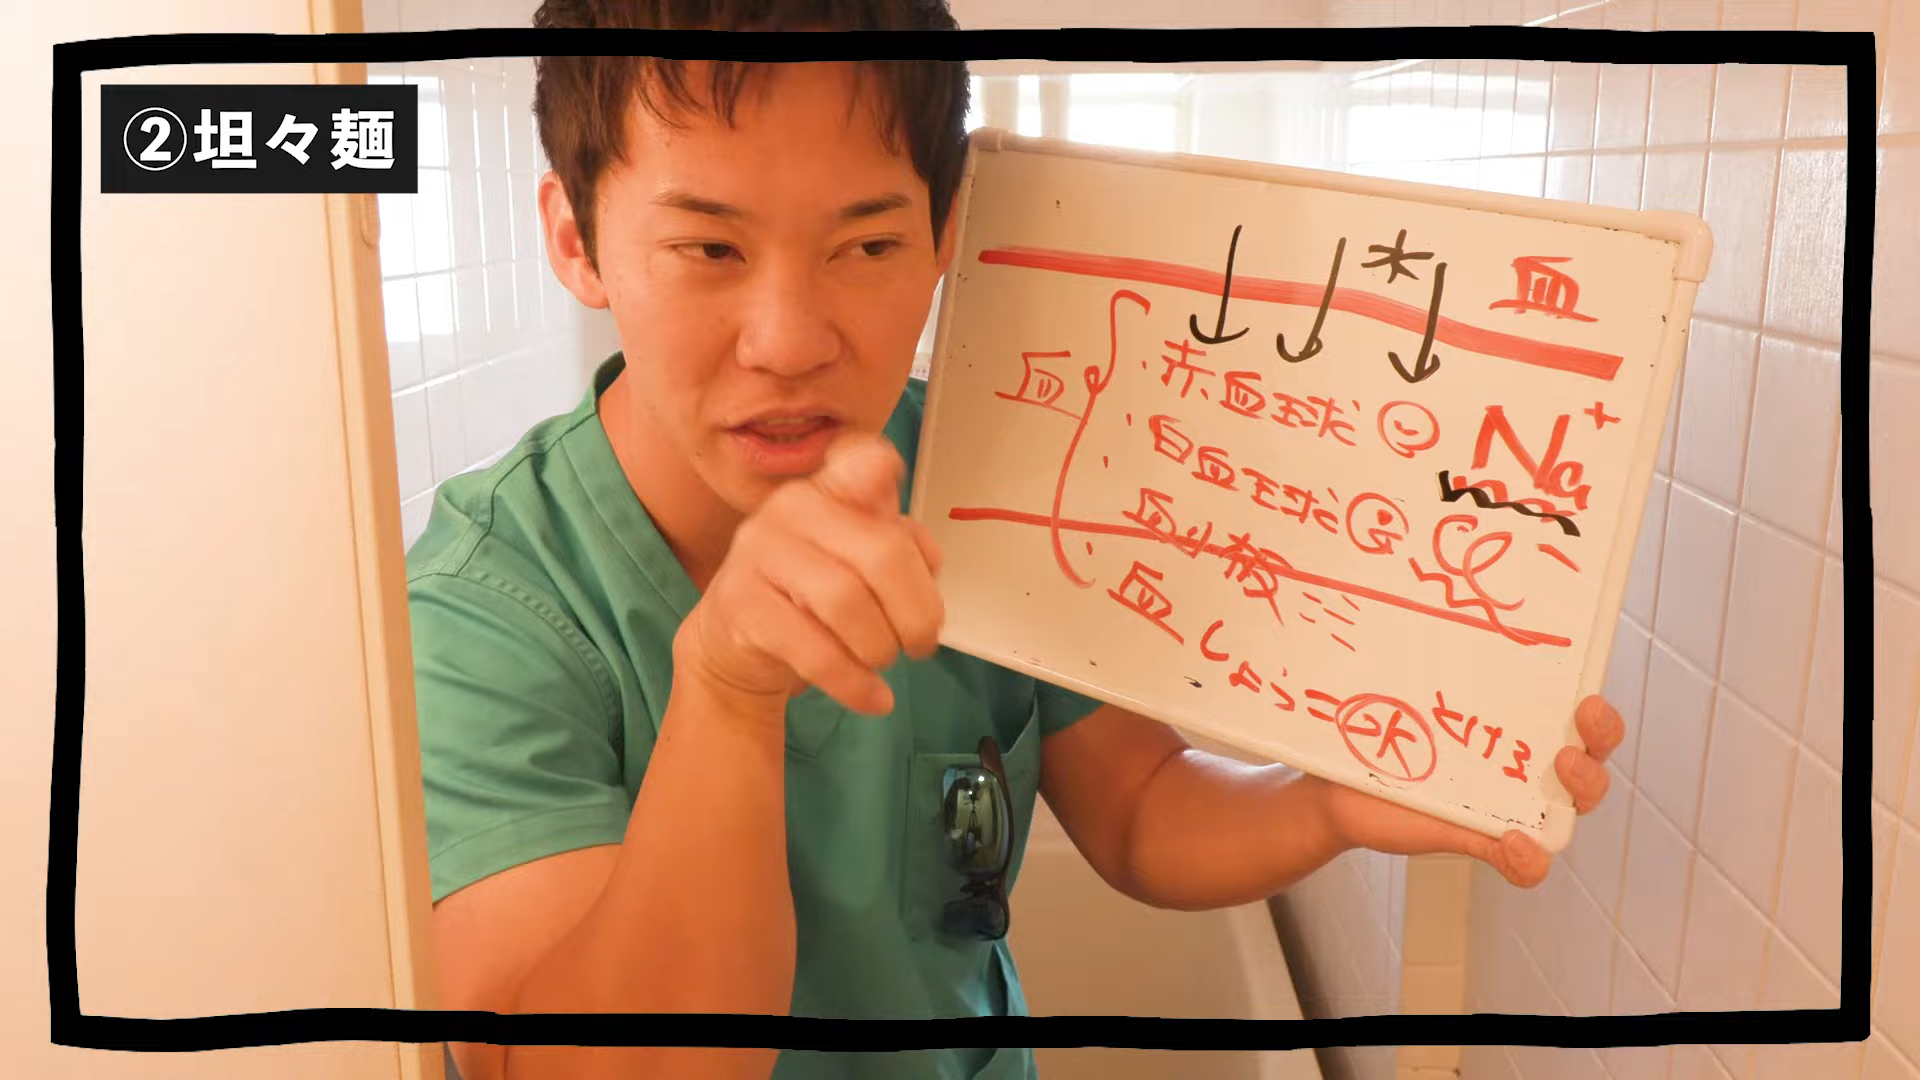 ②坦々麺
水
血
血
・赤血球
Na+
・白血球
・血小板
・血しょう=水 とける